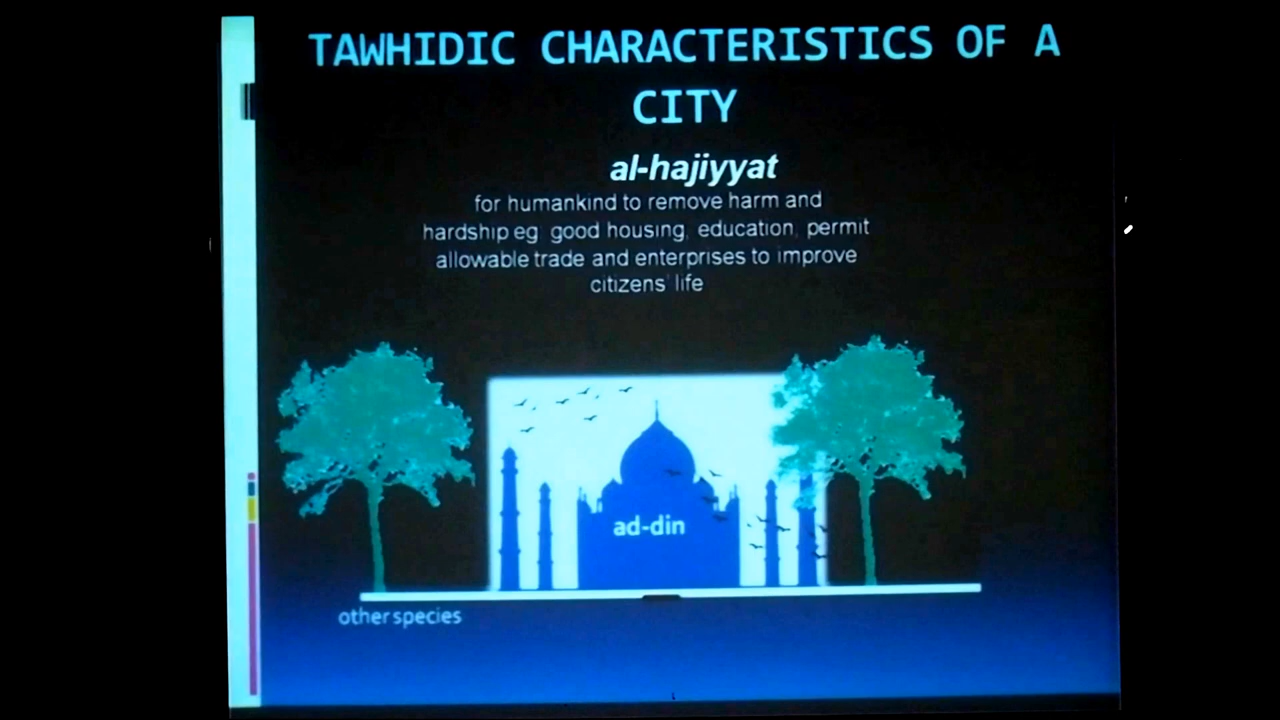 TAWHIDIC CHARACTERISTICS OF A
CITY
al-hajiyyat
for humankind to remove harm and
hardship eg good housing, education, permit
allowable trade and enterprises to improve
citizens' life
ad-din
other species